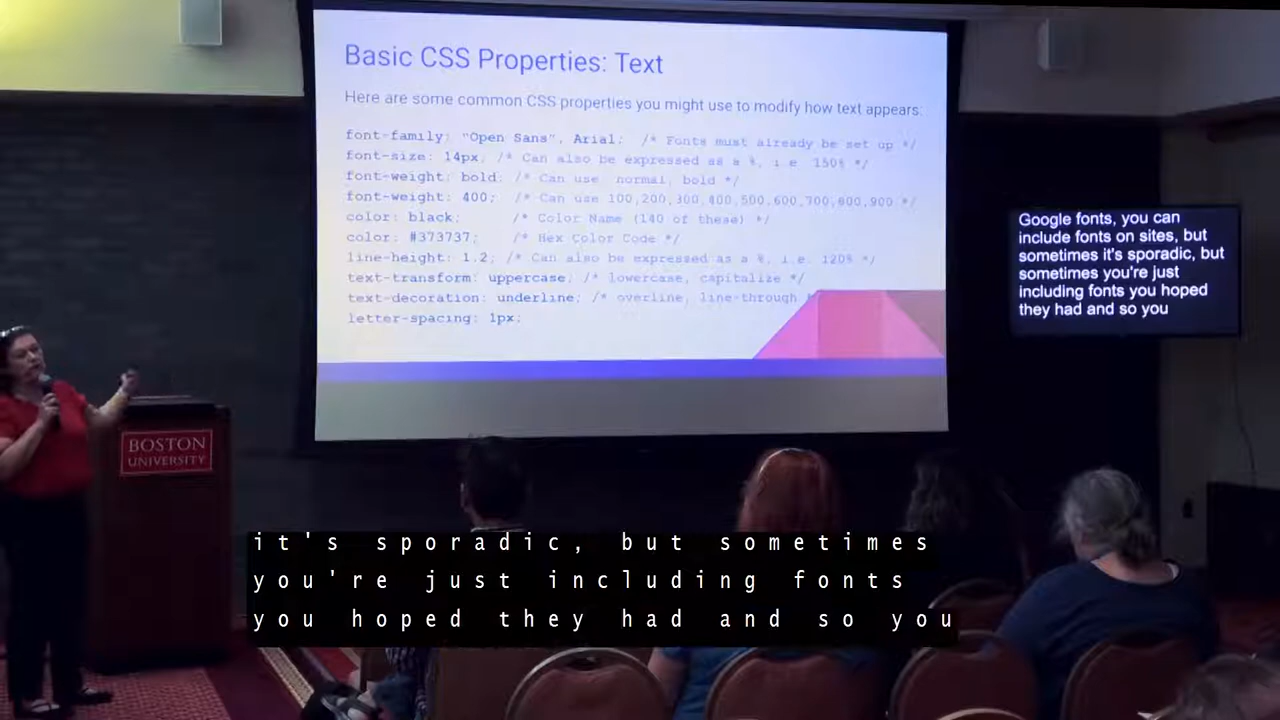 Basic CSS Properties: Text
Here are some common CSS properties you might use to modify how text appears:
font-family: "Open Sans", Arial; /* Fonts must already be set up */
font-size: 14px; /* Can also be expressed as a %, i.e. 150% */
font-weight: bold; /* Can use normal, bold */
font-weight: 400; /* Can use 100,200,300,400,500,600,700,800,900 */
color: black; /* Color Name (140 of these) */
color: #373737; /* Hex Color Code */
line-height: 1.2; /* Can also be expressed as a %, i.e. 120% */
text-transform: uppercase; /* lowercase, capitalize */
text-decoration: underline; /* overline, line-through */
letter-spacing: 1px;
Google fonts, you can
include fonts on sites, but
sometimes it's sporadic, but
sometimes you're just
including fonts you hoped
they had and so you
BOSTON
UNIVERSITY
it's sporadic, but sometimes
you're just including fonts
you hoped they had and so you